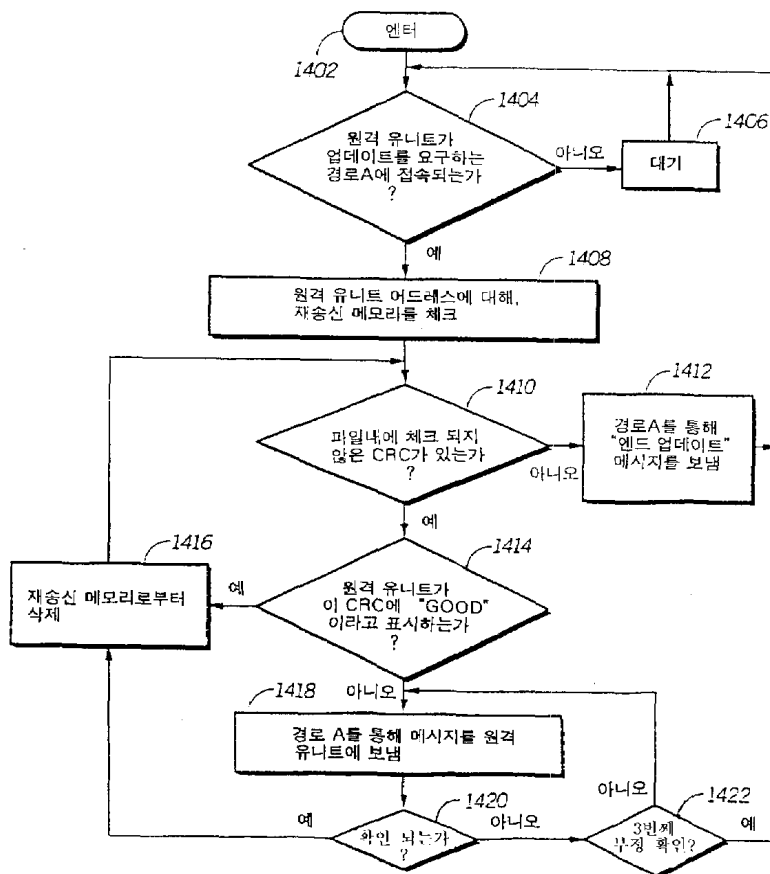 엔터
1402
1404
원격 유니트가
업데이트를 요구하는
경로A에 접속되는가
?
아니오
1406
대기
예
1408
원격 유니트 어드레스에 대해,
재송신 메모리를 체크
1410
파일내에 체크 되지
않은 CRC가 있는가
?
아니오
1412
경로A를 통해
"엔드 업데이트"
메시지를 보냄
예
1414
원격 유니트가
이 CRC에 "GOOD"
이라고 표시하는가
?
예
1416
재송신 메모리로부터
삭제
아니오
1418
경로 A를 통해 메시지를 원격
유니트에 보냄
1420
확인 되는가
?
예
아니오
1422
3번째
부정 확인?
아니오
예